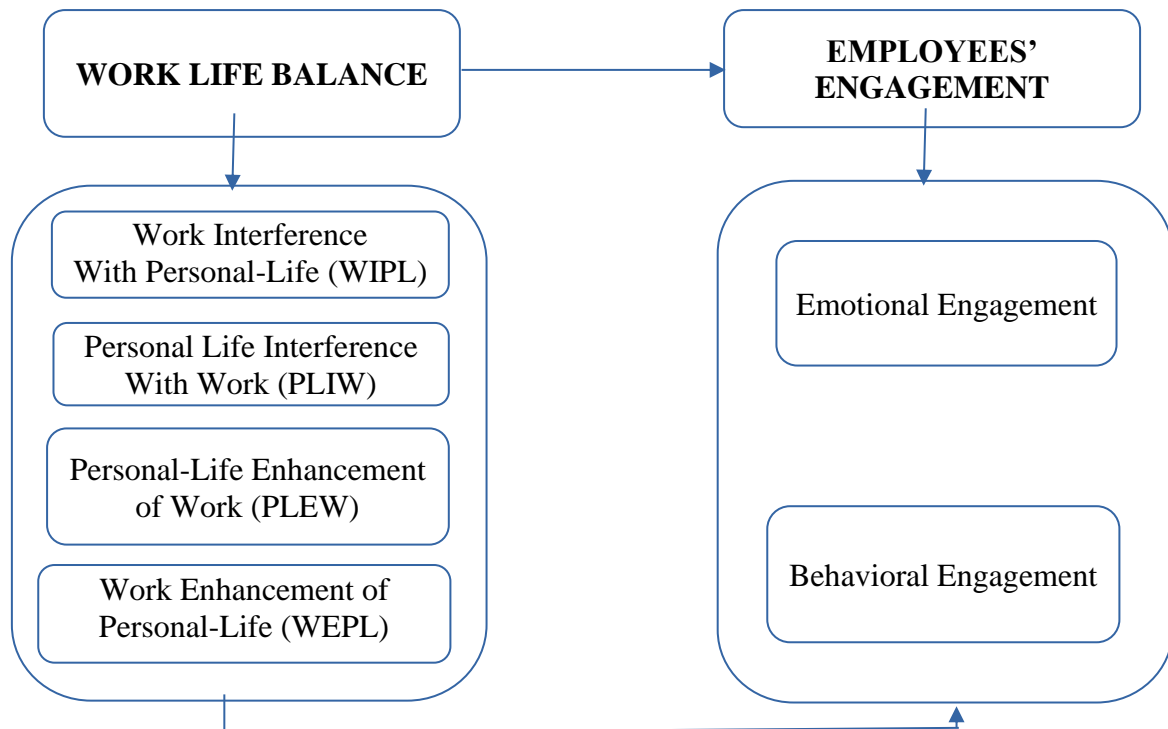 WORK LIFE BALANCE
EMPLOYEES’
ENGAGEMENT
Work Interference
With Personal-Life (WIPL)
Personal Life Interference
With Work (PLIW)
Personal-Life Enhancement
of Work (PLEW)
Work Enhancement of
Personal-Life (WEPL)
Emotional Engagement
Behavioral Engagement